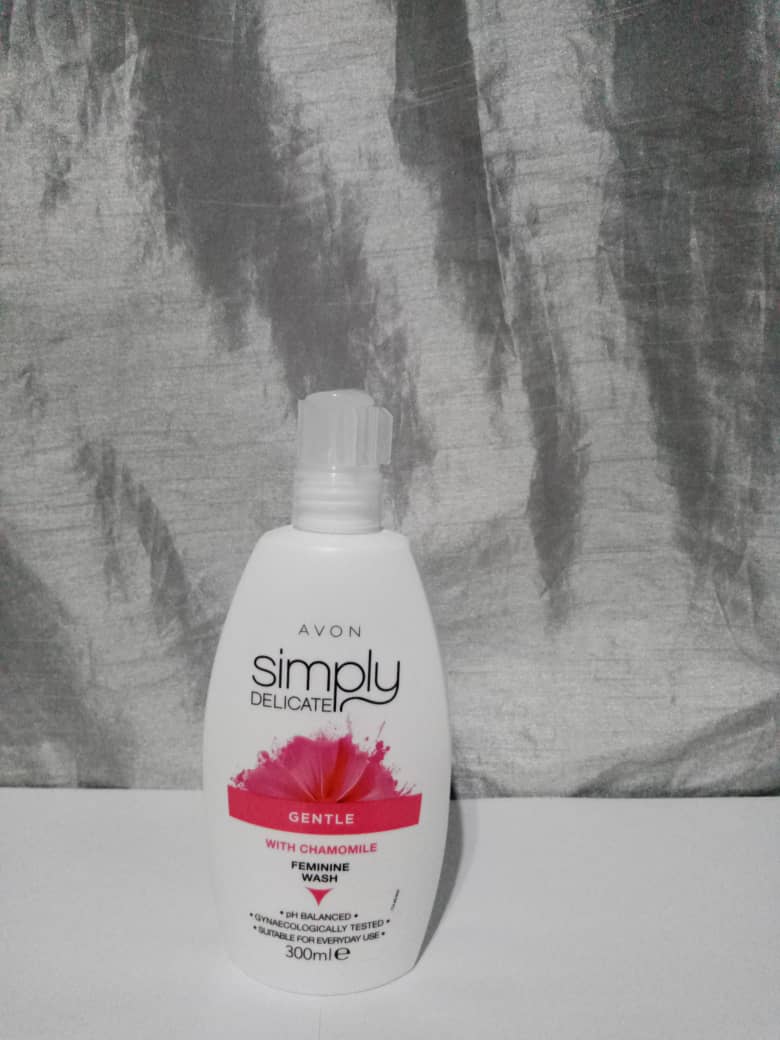 AVON
simply
DELICATE
GENTLE
WITH CHAMOMILE
FEMININE
WASH
• pH BALANCED •
• GYNAECOLOGICALLY TESTED •
• SUITABLE FOR EVERYDAY USE •
300ml e